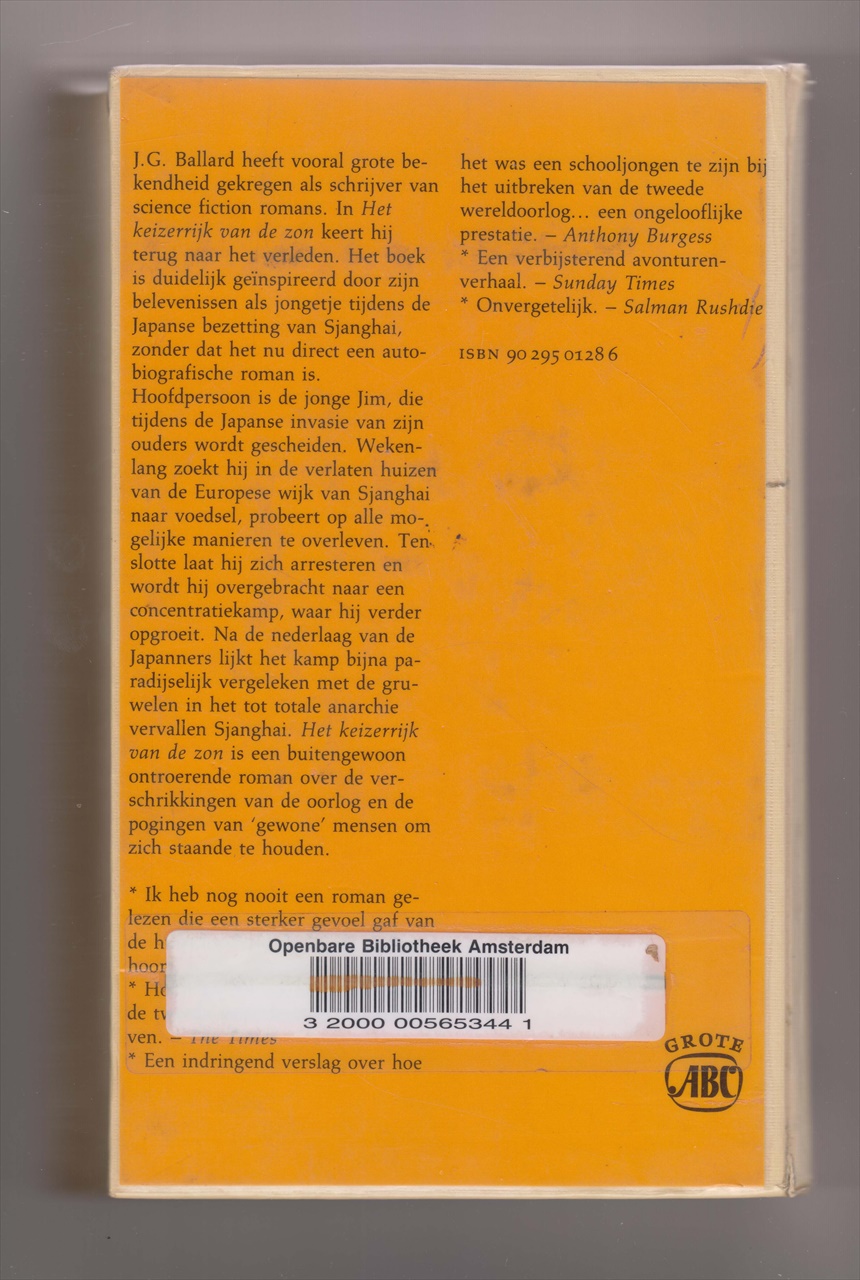 J.G. Ballard heeft vooral grote be-
kendheid gekregen als schrijver van
science fiction romans. In Het
keizerrijk van de zon keert hij
terug naar het verleden. Het boek
is duidelijk geïnspireerd door zijn
belevenissen als jongetje tijdens de
Japanse bezetting van Sjanghai,
zonder dat het nu direct een auto-
biografische roman is.
Hoofdpersoon is de jonge Jim, die
tijdens de Japanse invasie van zijn
ouders wordt gescheiden. Weken-
lang zoekt hij in de verlaten huizen
van de Europese wijk van Sjanghai
naar voedsel, probeert op alle mo-
gelijke manieren te overleven. Ten
slotte laat hij zich arresteren en
wordt hij overgebracht naar een
concentratiekamp, waar hij verder
opgroeit. Na de nederlaag van de
Japanners lijkt het kamp bijna pa-
radijselijk vergeleken met de gru-
welen in het tot totale anarchie
vervallen Sjanghai. Het keizerrijk
van de zon is een buitengewoon
ontroerende roman over de ver-
schrikkingen van de oorlog en de
pogingen van 'gewone' mensen om
zich staande te houden.
* Ik heb nog nooit een roman ge-
lezen die een sterker gevoel gaf van
de
*
de
ven. – The Times
* Een indringend verslag over hoe
het was een schooljongen te zijn bij
het uitbreken van de tweede
wereldoorlog... een ongelooflijke
prestatie. – Anthony Burgess
* Een verbijsterend avonturen-
verhaal. – Sunday Times
* Onvergetelijk. – Salman Rushdie
ISBN 90 295 0128 6
Openbare Bibliotheek Amsterdam
3 2000 00565344 1
GROTE
ABC